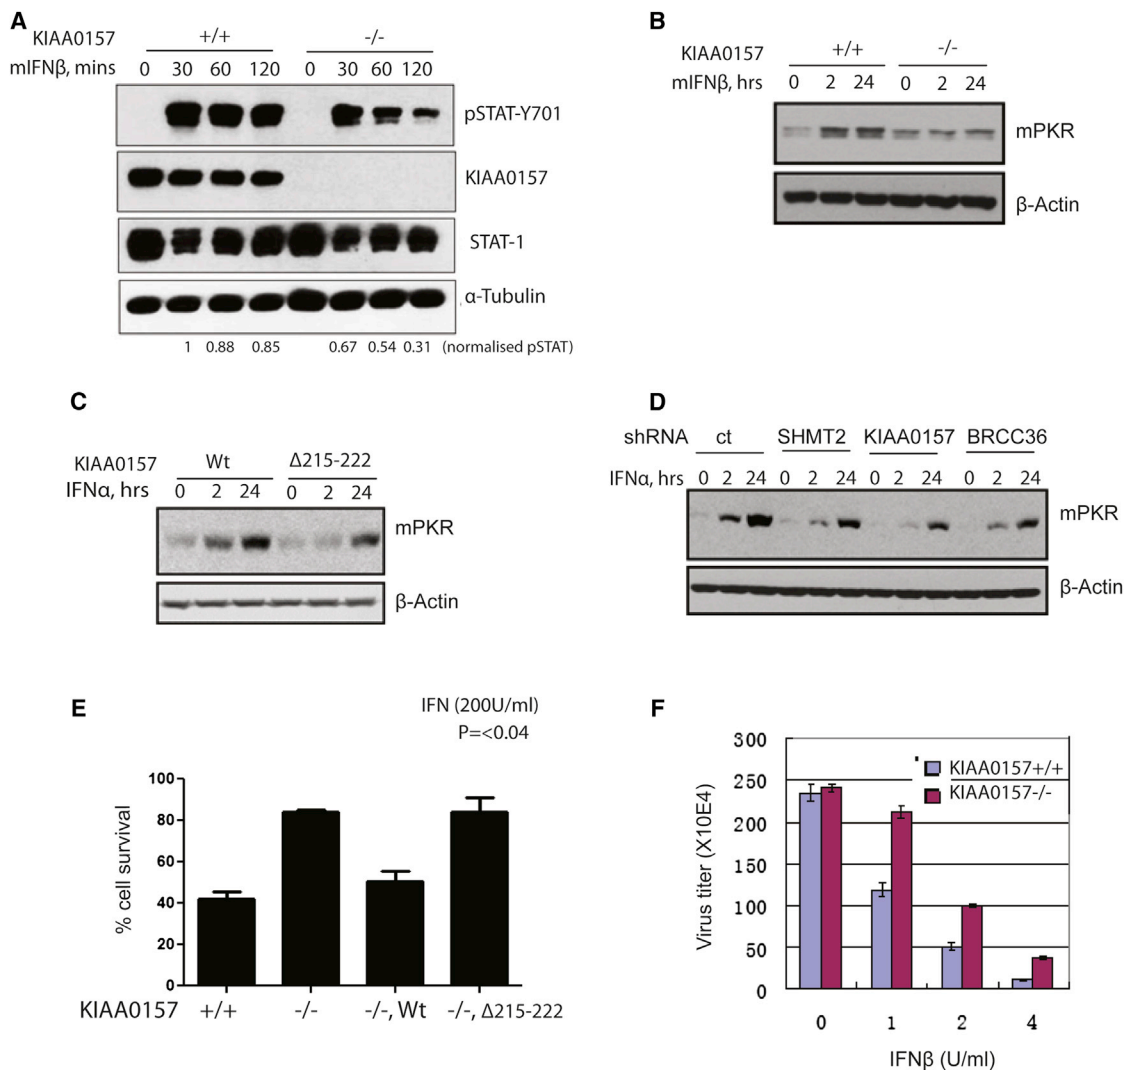 A
KIAA0157 +/+ -/-
mIFNβ, mins 0 30 60 120 0 30 60 120
pSTAT-Y701
KIAA0157
STAT-1
α-Tubulin
1 0.88 0.85 0.67 0.54 0.31 (normalised pSTAT)
B
KIAA0157 +/+ -/-
mIFNβ, hrs 0 2 24 0 2 24
mPKR
β-Actin
C
KIAA0157 Wt Δ215-222
IFNα, hrs 0 2 24 0 2 24
mPKR
β-Actin
D
shRNA ct SHMT2 KIAA0157 BRCC36
IFNα, hrs 0 2 24 0 2 24 0 2 24 0 2 24
mPKR
β-Actin
E
IFN (200U/ml)
P=<0.04
% cell survival
100
80
60
40
20
0
KIAA0157 +/+ -/- -/-, Wt -/-, Δ215-222
F
Virus titer (X10E4)
300
250
200
150
100
50
0
KIAA0157+/+
KIAA0157-/-
0 1 2 4
IFNβ (U/ml)